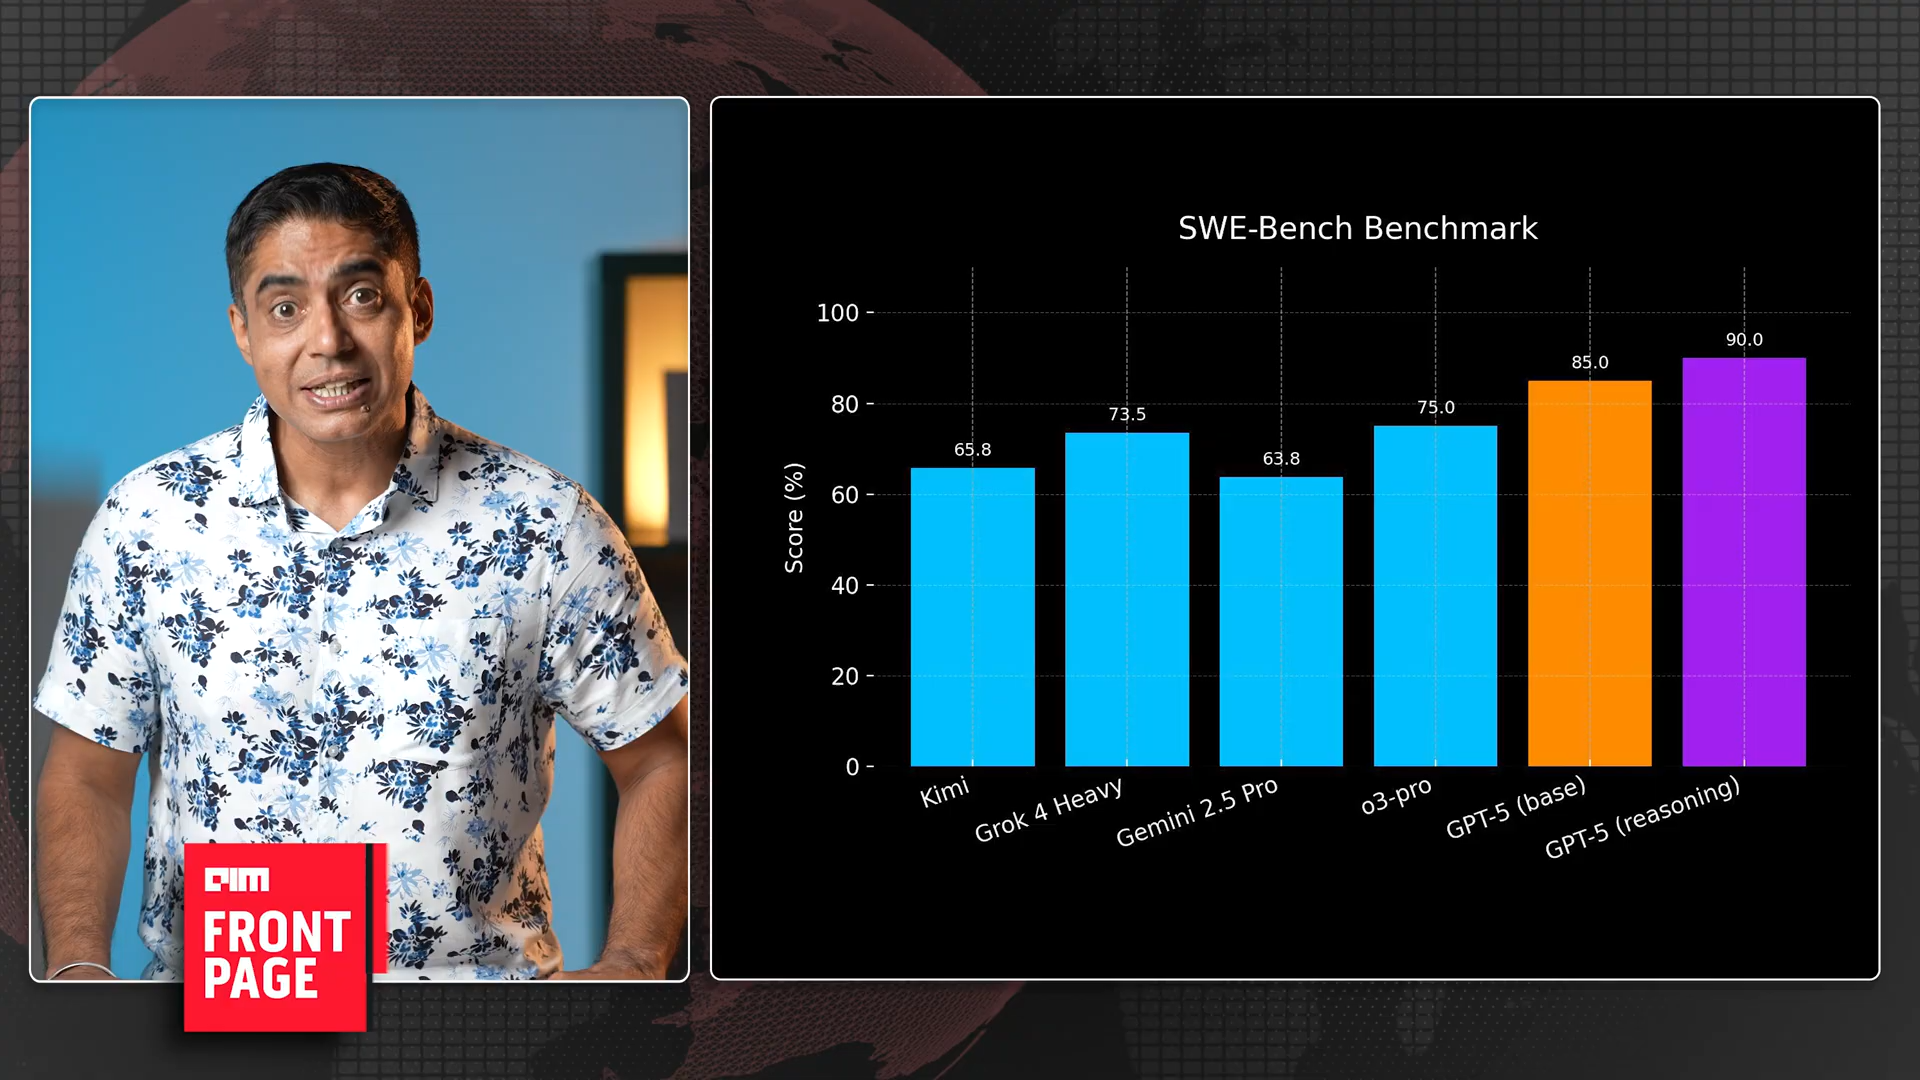 SWE-Bench Benchmark
Score (%)
100
80
60
40
20
0
65.8
73.5
63.8
75.0
85.0
90.0
Kimi
Grok 4 Heavy
Gemini 2.5 Pro
o3-pro
GPT-5 (base)
GPT-5 (reasoning)
AIM
FRONT
PAGE